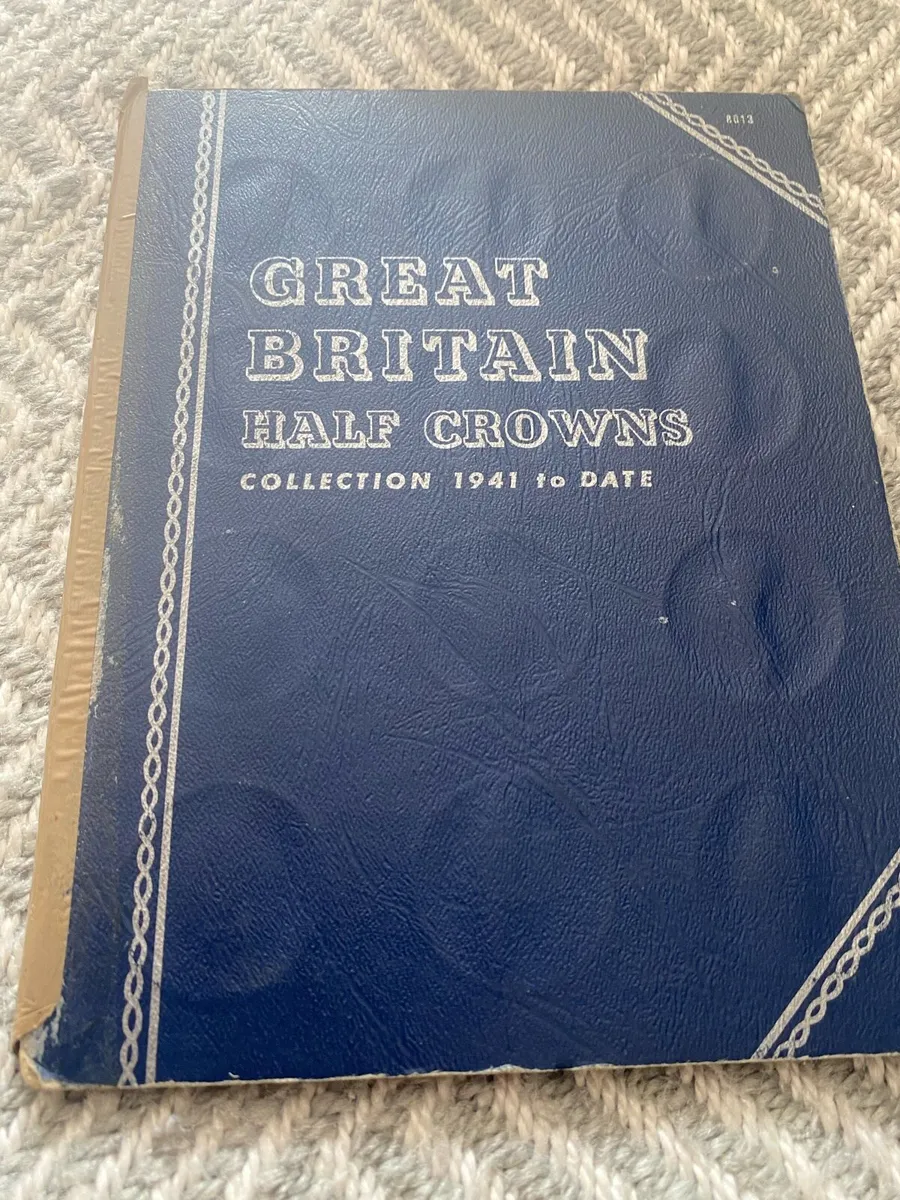 8013
GREAT
BRITAIN
HALF CROWNS
COLLECTION 1941 to DATE